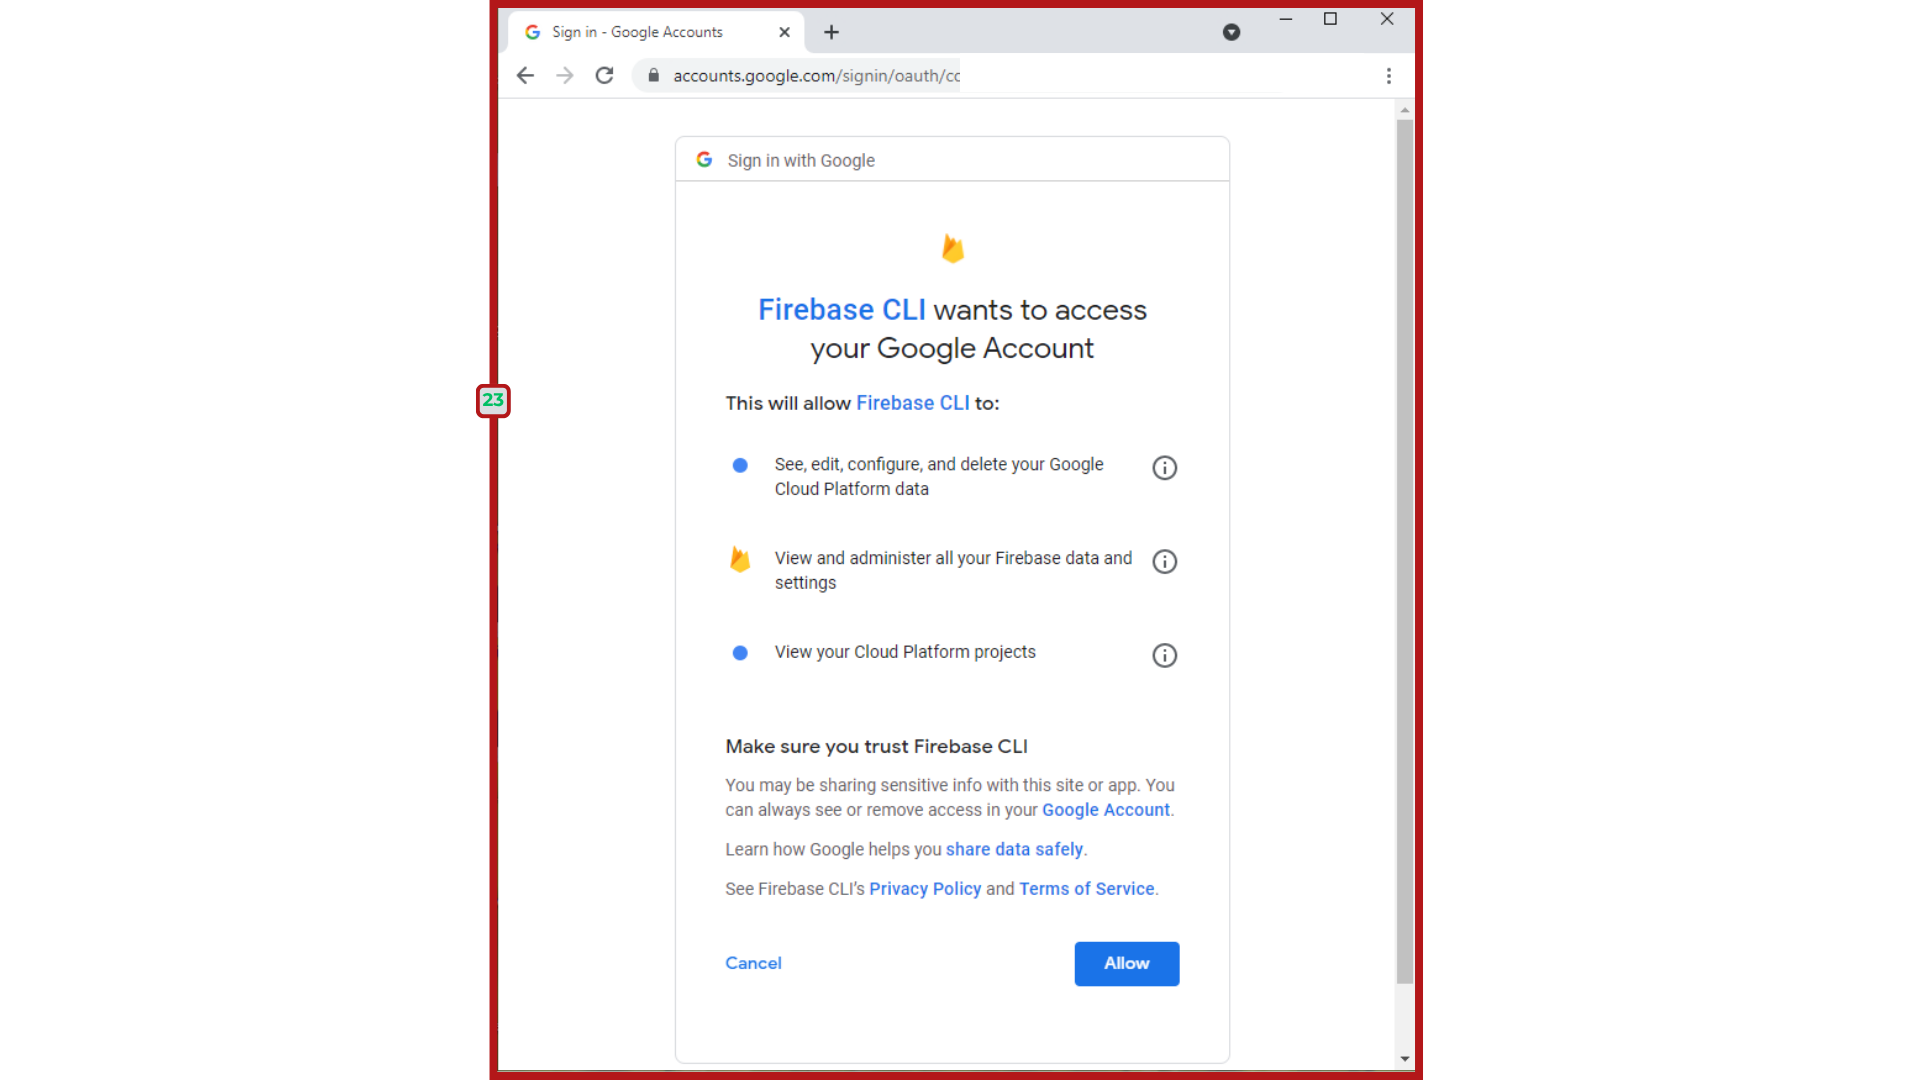 Sign in - Google Accounts
accounts.google.com/signin/oauth/cc
Sign in with Google
Firebase CLI wants to access
your Google Account
23
This will allow Firebase CLI to:
See, edit, configure, and delete your Google
Cloud Platform data
View and administer all your Firebase data and
settings
View your Cloud Platform projects
Make sure you trust Firebase CLI
You may be sharing sensitive info with this site or app. You
can always see or remove access in your Google Account.
Learn how Google helps you share data safely.
See Firebase CLI's Privacy Policy and Terms of Service.
Cancel
Allow